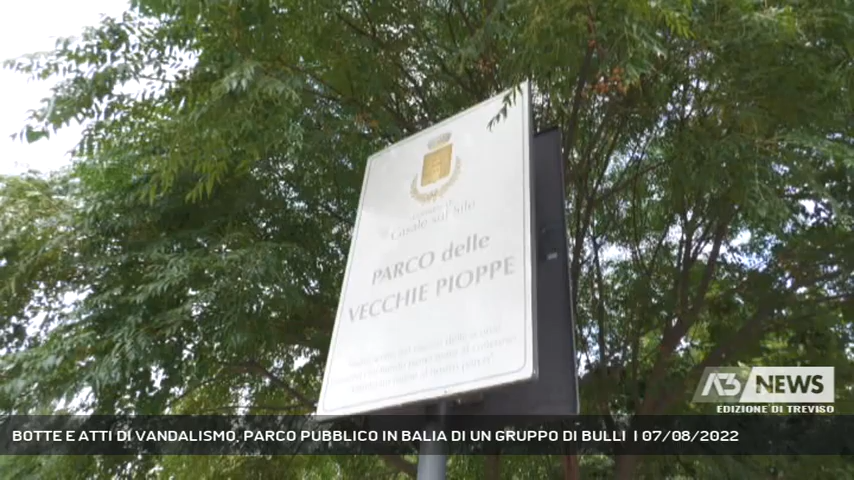 Casale sul Sile
PARCO delle
VECCHIE PIOPPE
A3 NEWS
EDIZIONE DI TREVISO
BOTTE E ATTI DI VANDALISMO, PARCO PUBBLICO IN BALIA DI UN GRUPPO DI BULLI | 07/08/2022